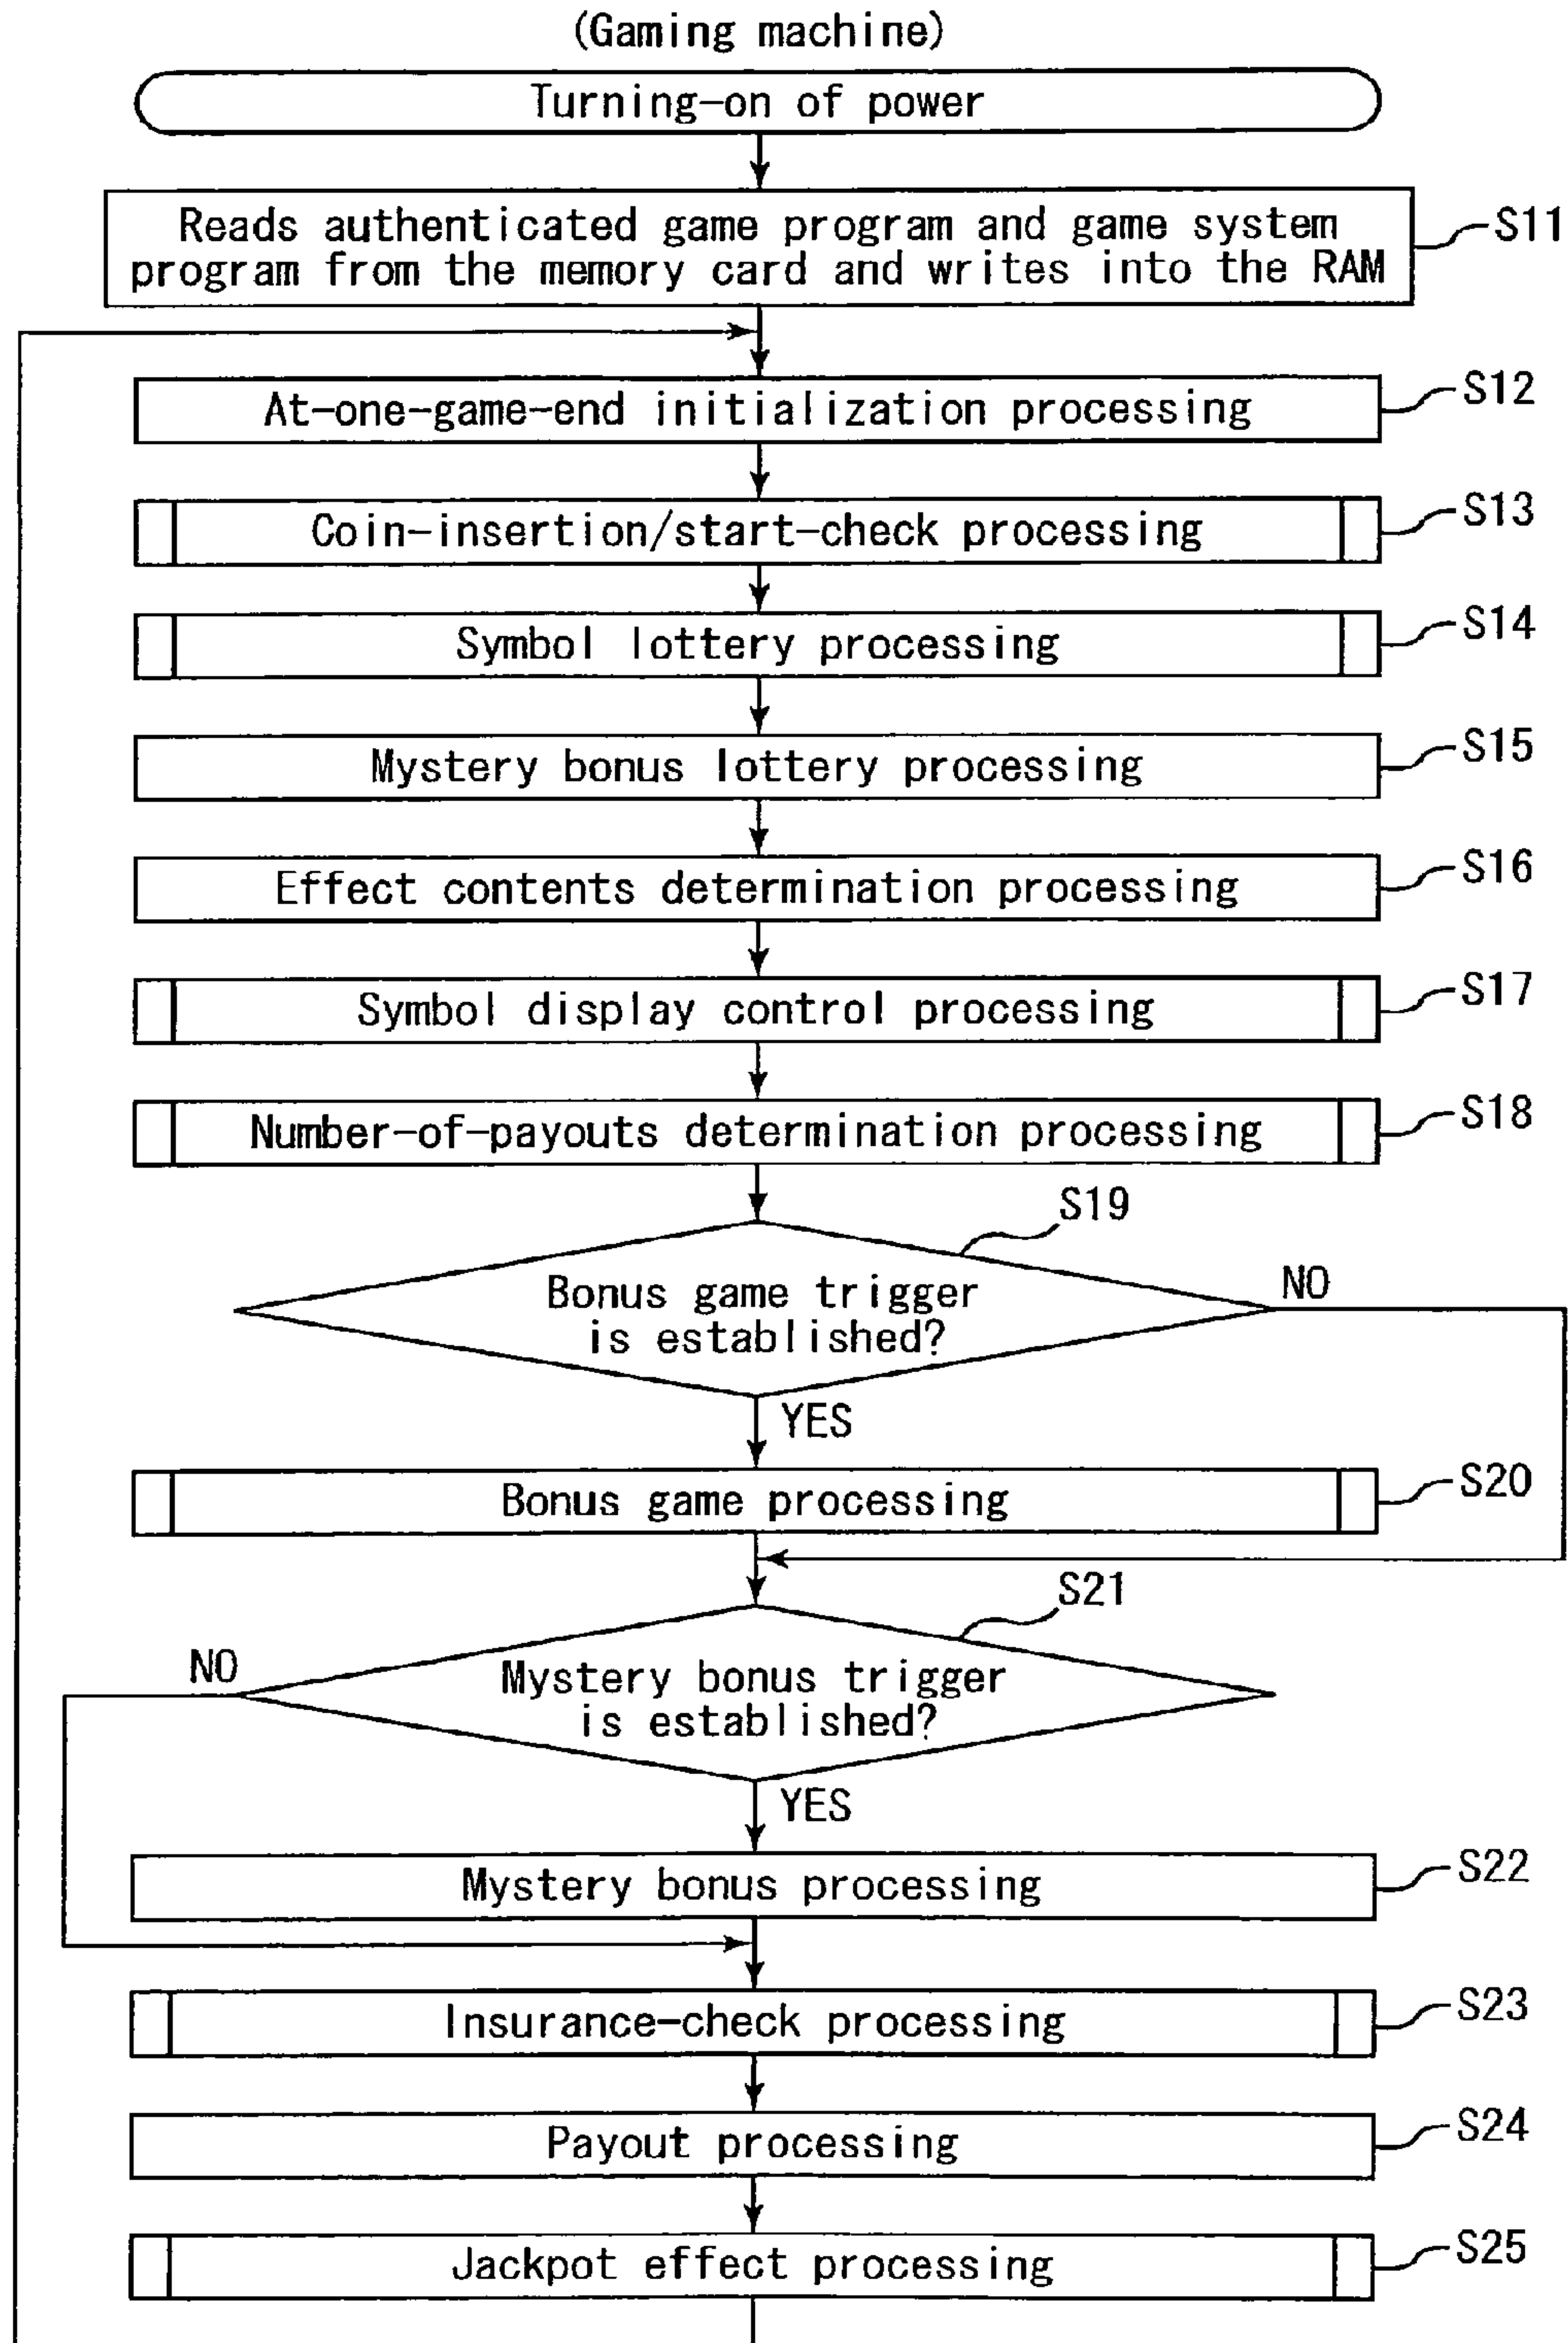 (Gaming machine)
Turning-on of power
Reads authenticated game program and game system
program from the memory card and writes into the RAM
S11
At-one-game-end initialization processing
S12
Coin-insertion/start-check processing
S13
Symbol lottery processing
S14
Mystery bonus lottery processing
S15
Effect contents determination processing
S16
Symbol display control processing
S17
Number-of-payouts determination processing
S18
S19
Bonus game trigger
is established?
NO
YES
Bonus game processing
S20
S21
Mystery bonus trigger
is established?
NO
YES
Mystery bonus processing
S22
Insurance-check processing
S23
Payout processing
S24
Jackpot effect processing
S25